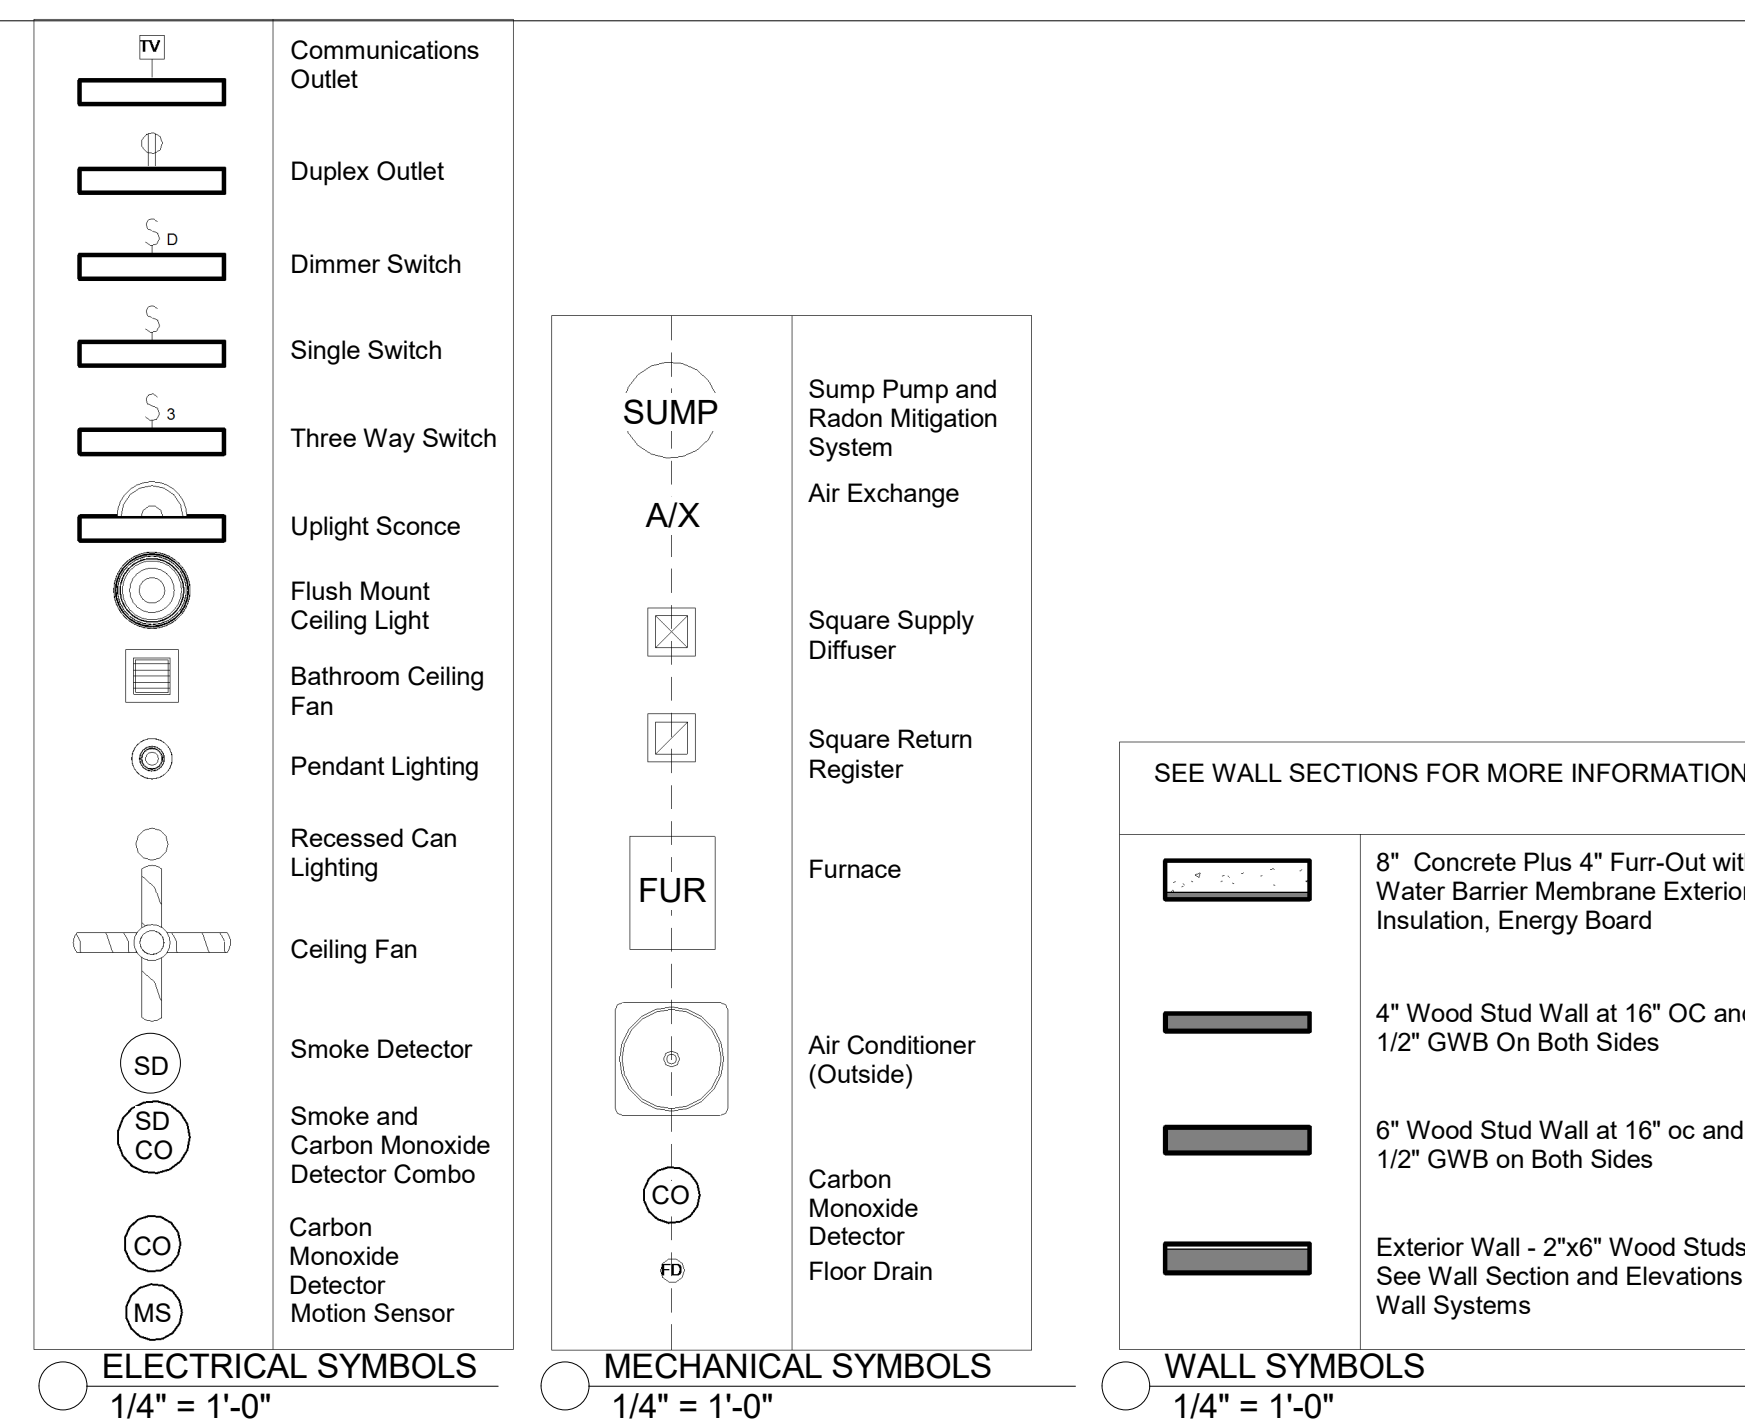 TV
Communications
Outlet
Duplex Outlet
S D
Dimmer Switch
S
Single Switch
S 3
Three Way Switch
Uplight Sconce
Flush Mount
Ceiling Light
Bathroom Ceiling
Fan
Pendant Lighting
Recessed Can
Lighting
Ceiling Fan
SD
Smoke Detector
SD
CO
Smoke and
Carbon Monoxide
Detector Combo
CO
Carbon
Monoxide
Detector
MS
Motion Sensor
ELECTRICAL SYMBOLS
1/4" = 1'-0"
SUMP
Sump Pump and
Radon Mitigation
System
A/X
Air Exchange
Square Supply
Diffuser
Square Return
Register
FUR
Furnace
Air Conditioner
(Outside)
CO
Carbon
Monoxide
Detector
FD
Floor Drain
MECHANICAL SYMBOLS
1/4" = 1'-0"
SEE WALL SECTIONS FOR MORE INFORMATION
8" Concrete Plus 4" Furr-Out wit
Water Barrier Membrane Exterior
Insulation, Energy Board
4" Wood Stud Wall at 16" OC and
1/2" GWB On Both Sides
6" Wood Stud Wall at 16" oc and
1/2" GWB on Both Sides
Exterior Wall - 2"x6" Wood Studs
See Wall Section and Elevations
Wall Systems
WALL SYMBOLS
1/4" = 1'-0"